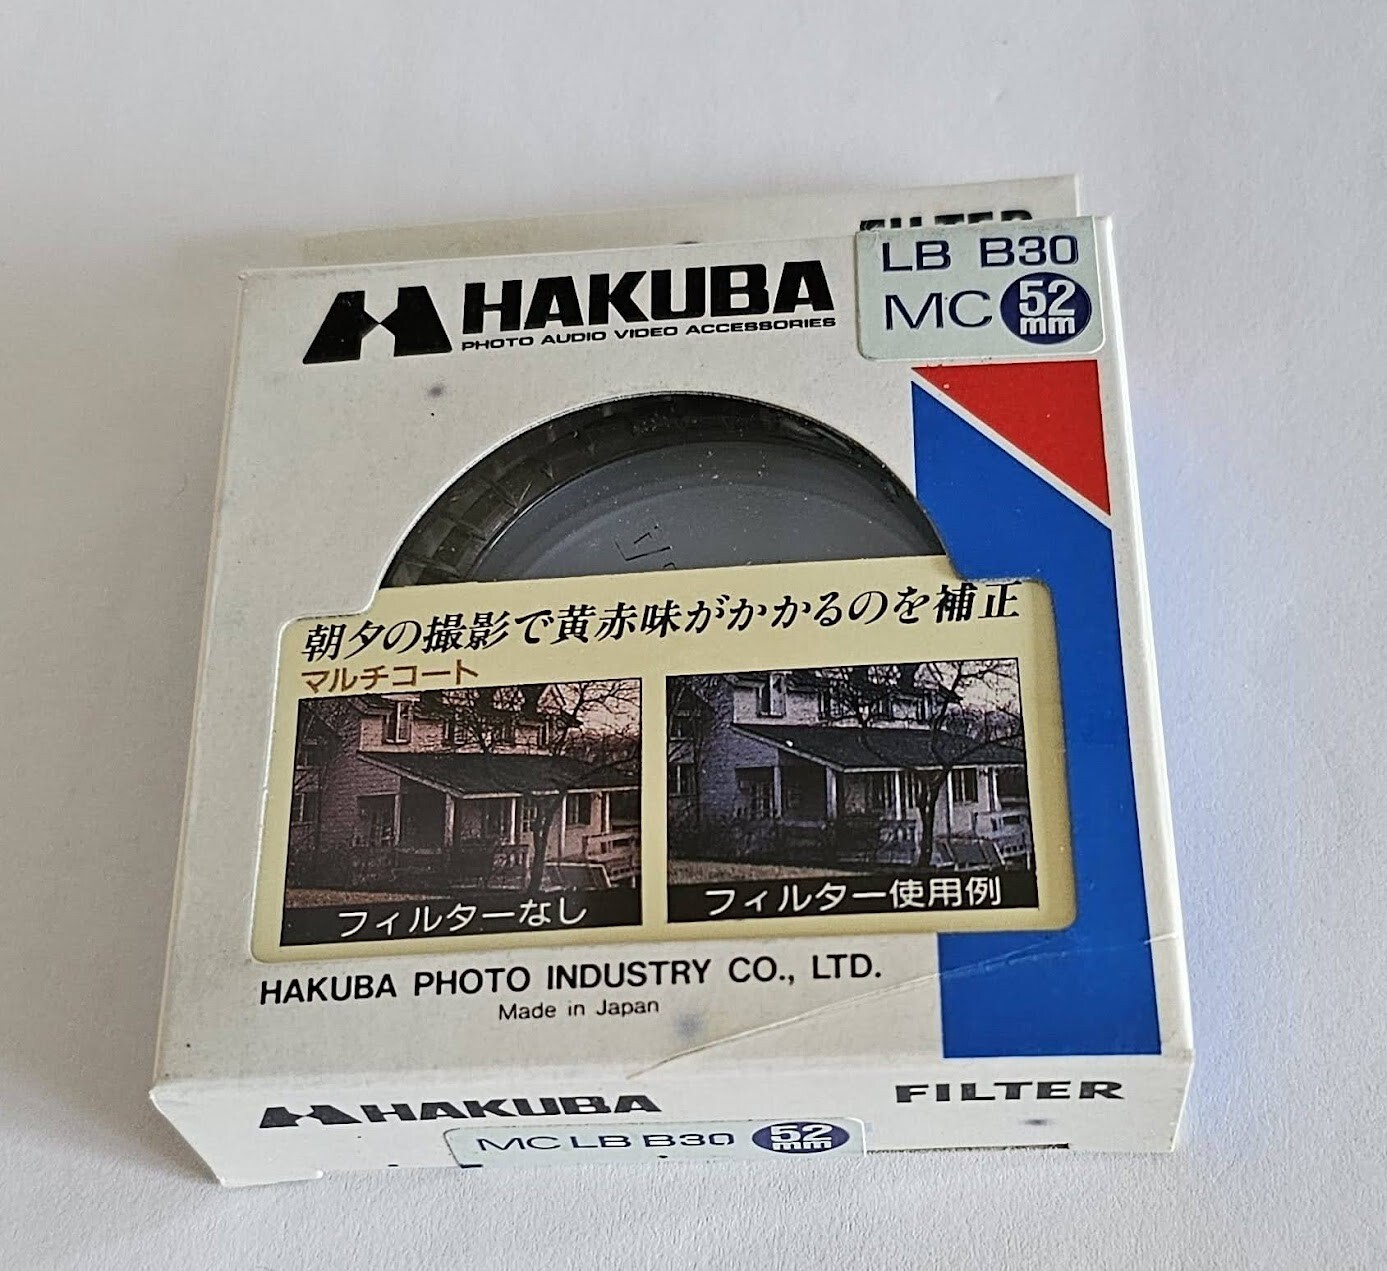 FILTER
LB B30
MC 52 mm
HAKUBA
PHOTO AUDIO VIDEO ACCESSORIES
朝夕の撮影で黄赤味がかかるのを補正
マルチコート
フィルターなし
フィルター使用例
HAKUBA PHOTO INDUSTRY CO., LTD.
Made in Japan
HAKUBA
FILTER
MC LB B30 52 mm